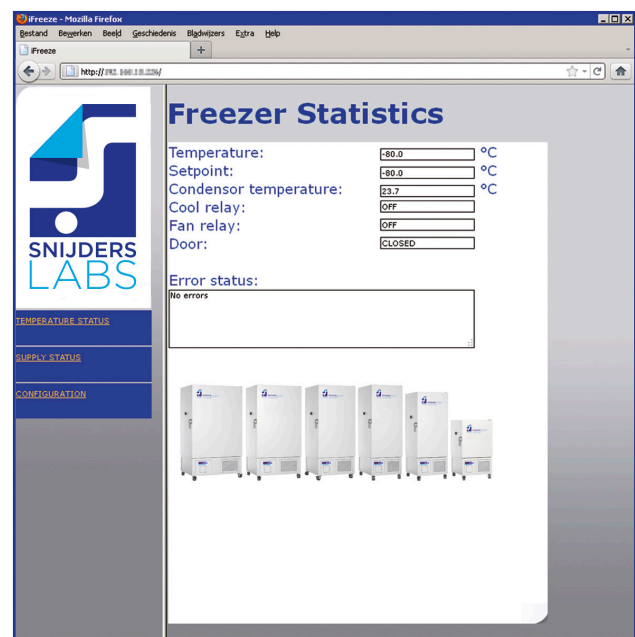 iFreeze - Mozilla Firefox
Bestand Bewerken Beeld Geschiedenis Bladwijzers Extra Help
iFreeze
http://
Freezer Statistics
Temperature: -80.0 °C
Setpoint: -80.0 °C
Condensor temperature: 23.7 °C
Cool relay: OFF
Fan relay: OFF
Door: CLOSED
Error status:
No errors
SNIJDERS
LABS
TEMPERATURE STATUS
SUPPLY STATUS
CONFIGURATION